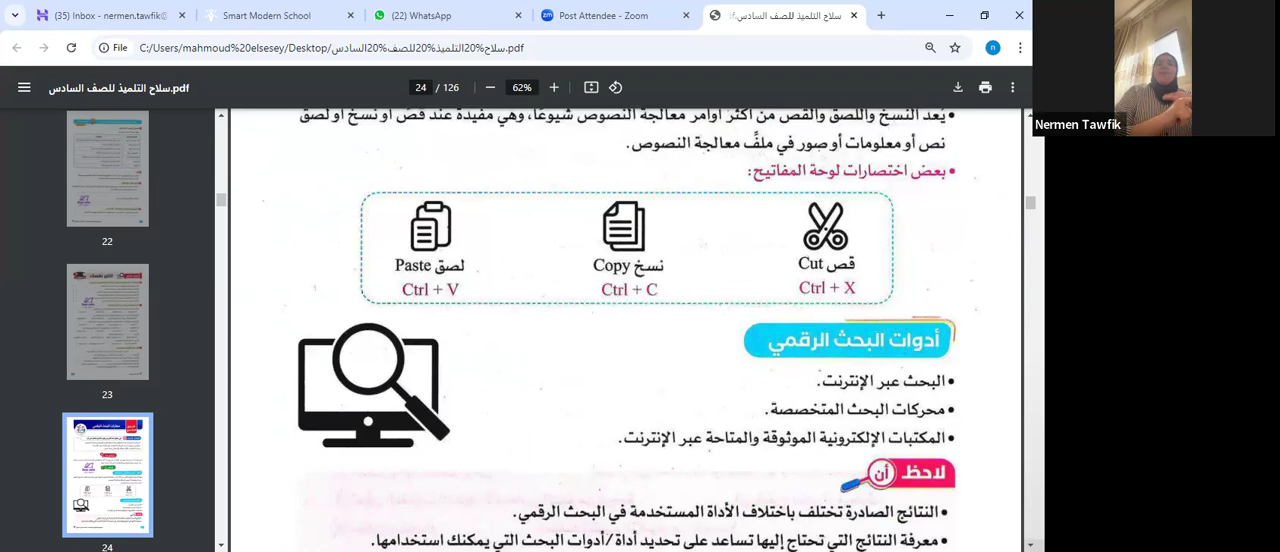 (35) Inbox - nermen.tawfik@
Smart Modern School
(22) WhatsApp
Post Attendee - Zoom
سلاح التلميذ للصف السادس.
File
C:/Users/mahmoud%20elsesey/Desktop/سلاح%20التلميذ%20للصف%20السادس.pdf
n
سلاح التلميذ للصف السادس.pdf
24 / 126
62%
Nermen Tawfik
22
23
24
• يُعد النسخ واللصق والقص من أكثر أوامر معالجة النصوص شيوعًا، وهي مفيدة عند قص أو نسخ أو لصق
نص أو معلومات أو صور في ملف معالجة النصوص.
• بعض اختصارات لوحة المفاتيح:
قص Cut
Ctrl + X
نسخ Copy
Ctrl + C
لصق Paste
Ctrl + V
أدوات البحث الرقمي
• البحث عبر الإنترنت.
• محركات البحث المتخصصة.
• المكتبات الإلكترونية الموثوقة والمتاحة عبر الإنترنت.
لاحظ أن
• النتائج الصادرة تختلف باختلاف الأداة المستخدمة في البحث الرقمي.
• معرفة النتائج التي تحتاج إليها تساعد على تحديد أداة/أدوات البحث التي يمكنك استخدامها.